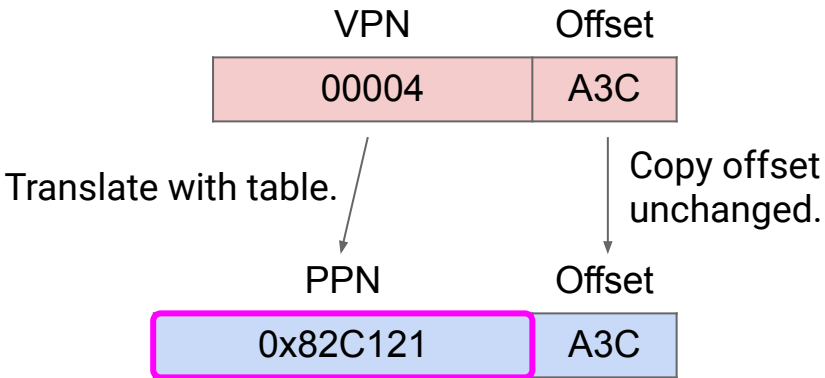 VPN Offset
00004 A3C
Translate with table.
Copy offset
unchanged.
PPN Offset
0x82C121 A3C